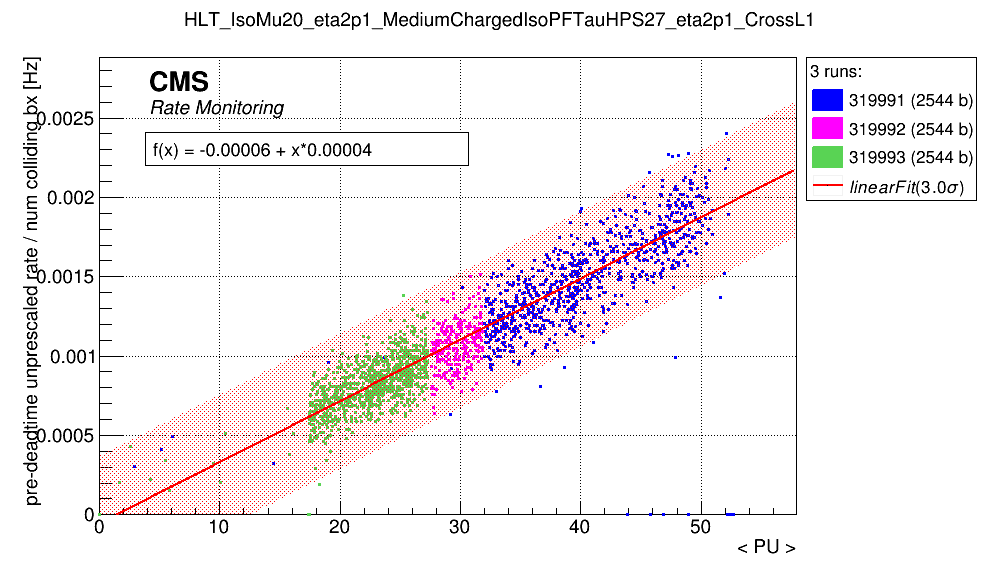 HLT_IsoMu20_eta2p1_MediumChargedIsoPFTauHPS27_eta2p1_CrossL1
CMS
Rate Monitoring
f(x) = -0.00006 + x*0.00004
pre-deadtime unprescaled rate / num colliding bx [Hz]
0.0025
0.002
0.0015
0.001
0.0005
0
0 10 20 30 40 50
< PU >
3 runs:
319991 (2544 b)
319992 (2544 b)
319993 (2544 b)
linearFit(3.0σ)